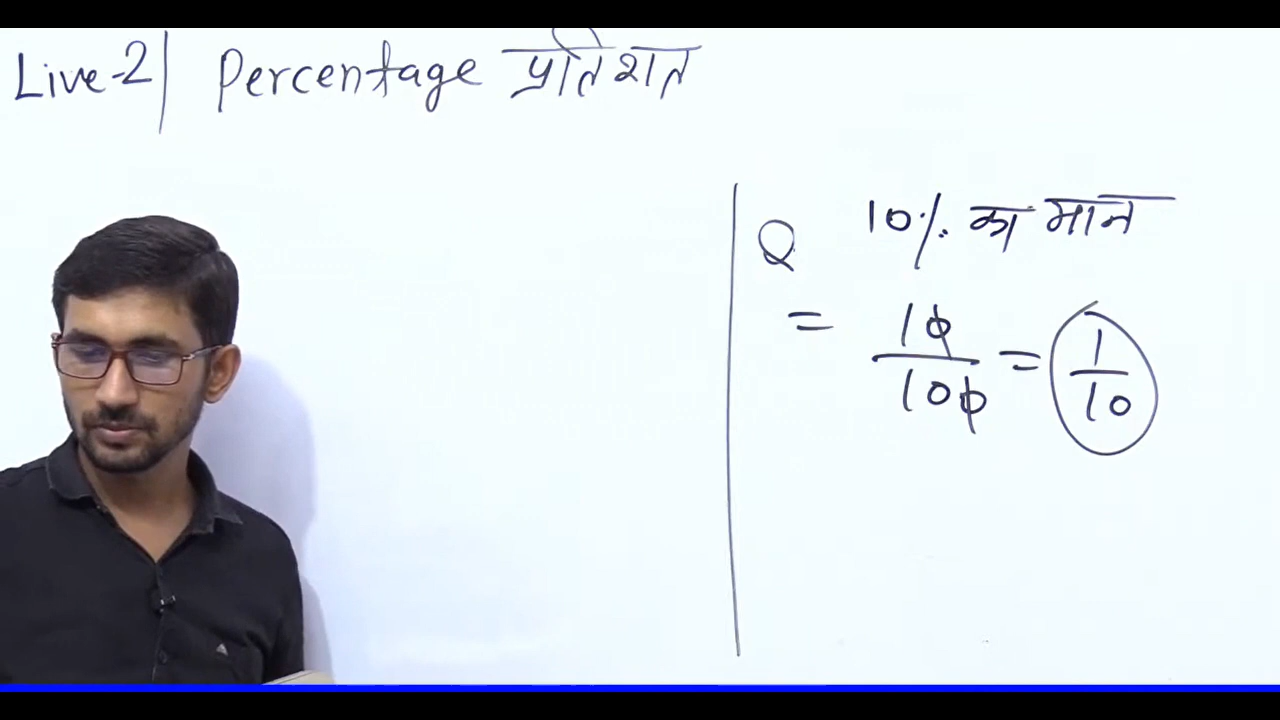 Live-2| Percentage प्रतिशत
Q 10% का मान
= 10/100 = 1/10